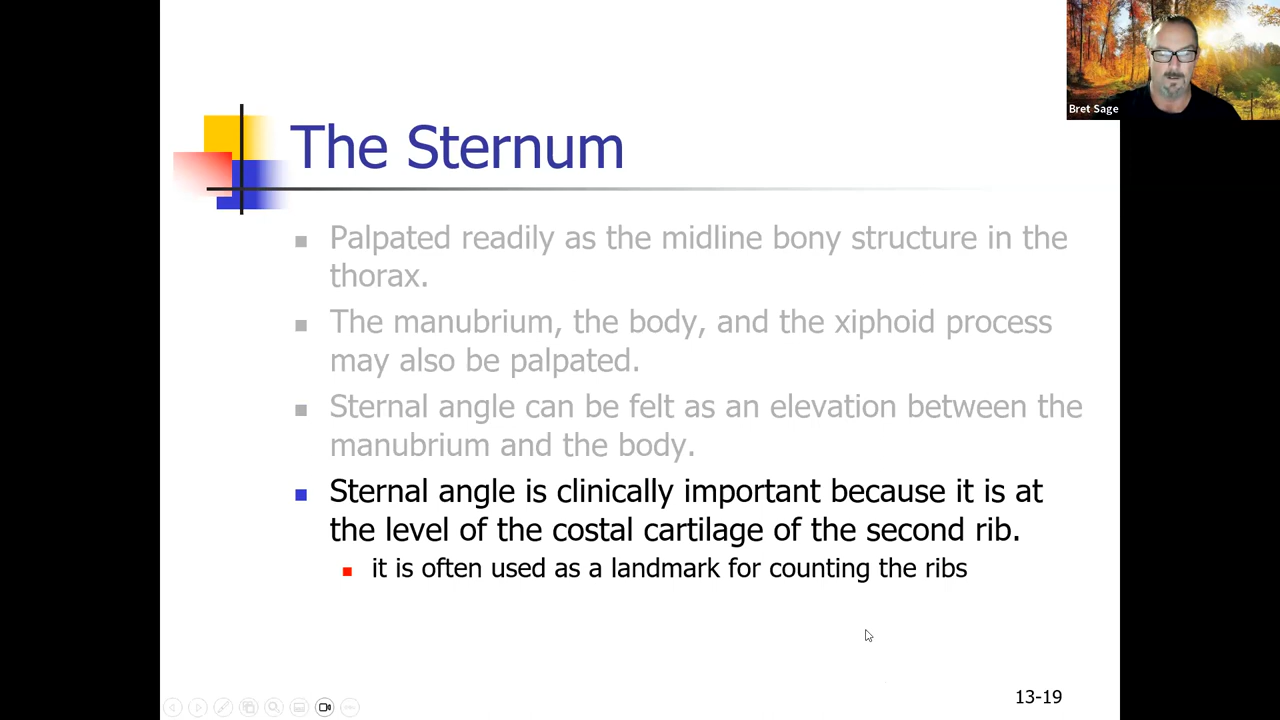 Bret Sage
The Sternum
Palpated readily as the midline bony structure in the
thorax.
The manubrium, the body, and the xiphoid process
may also be palpated.
Sternal angle can be felt as an elevation between the
manubrium and the body.
Sternal angle is clinically important because it is at
the level of the costal cartilage of the second rib.
it is often used as a landmark for counting the ribs
13-19